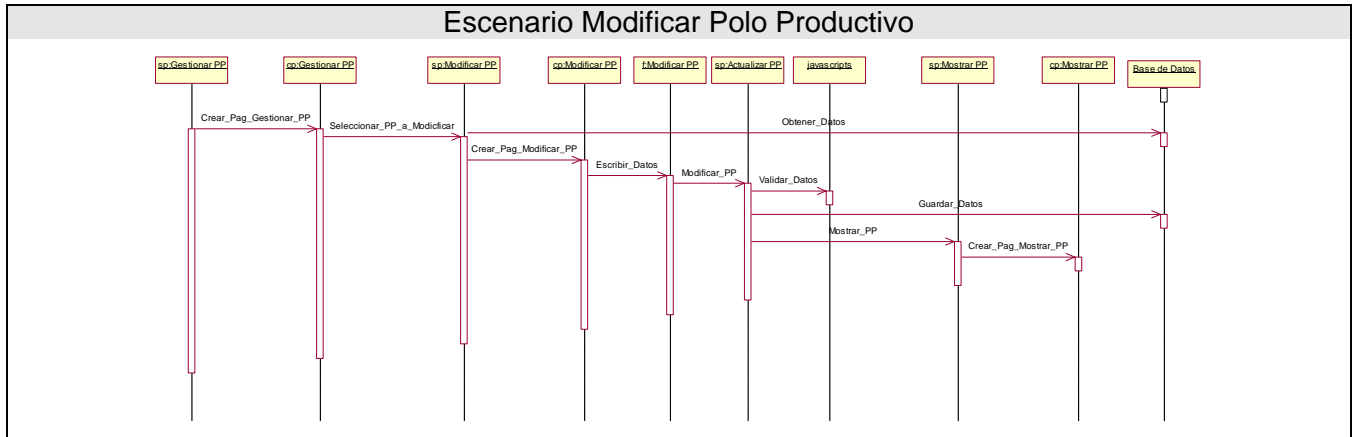 Escenario Modificar Polo Productivo
sp:Gestionar PP
cp:Gestionar PP
sp:Modificar PP
cp:Modificar PP
f:Modificar PP
sp:Actualizar PP
javascripts
sp:Mostrar PP
cp:Mostrar PP
Base de Datos
Crear_Pag_Gestionar_PP
Seleccionar_PP_a_Modicficar
Obtener_Datos
Crear_Pag_Modificar_PP
Escribir_Datos
Modificar_PP
Validar_Datos
Guardar_Datos
Mostrar_PP
Crear_Pag_Mostrar_PP